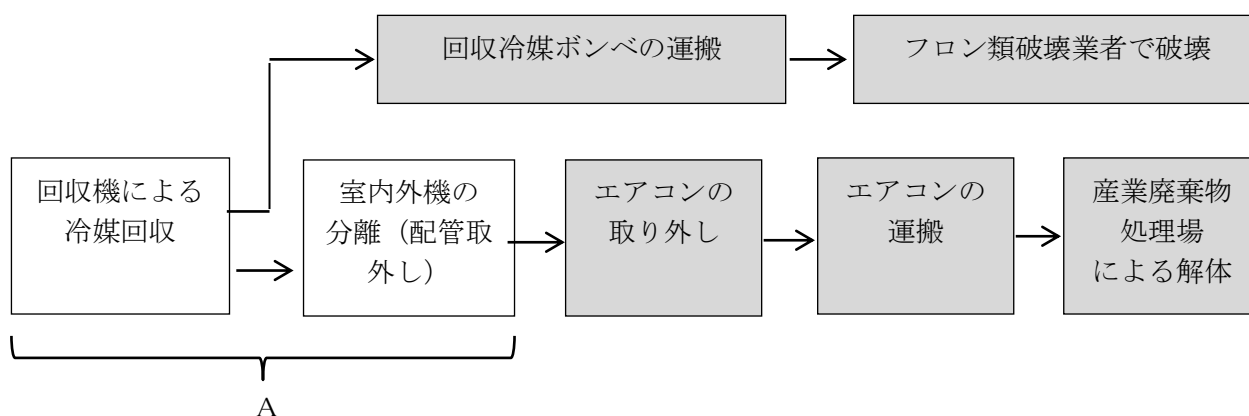 回収冷媒ボンベの運搬
フロン類破壊業者で破壊
回収機による
冷媒回収
室内外機の
分離（配管取
外し）
エアコンの
取り外し
エアコンの
運搬
産業廃棄物
処理場
による解体
A